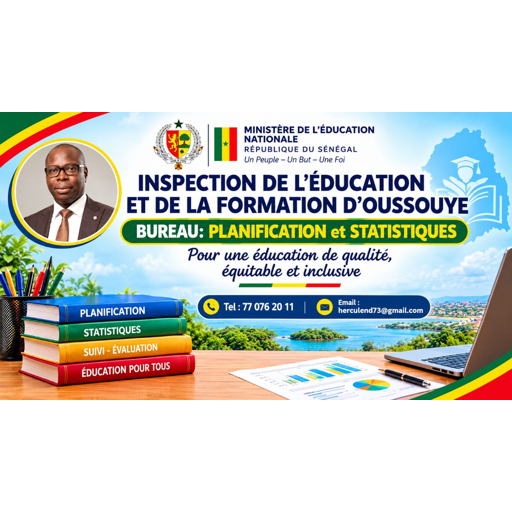 MINISTÈRE DE L'ÉDUCATION
NATIONALE
RÉPUBLIQUE DU SÉNÉGAL
Un Peuple – Un But – Une Foi
INSPECTION DE L'ÉDUCATION
ET DE LA FORMATION D'OUSSOUYE
BUREAU: PLANIFICATION et STATISTIQUES
Pour une éducation de qualité,
équitable et inclusive
Tel : 77 076 20 11
Email :
herculend73@gmail.com
PLANIFICATION
STATISTIQUES
SUIVI - ÉVALUATION
ÉDUCATION POUR TOUS